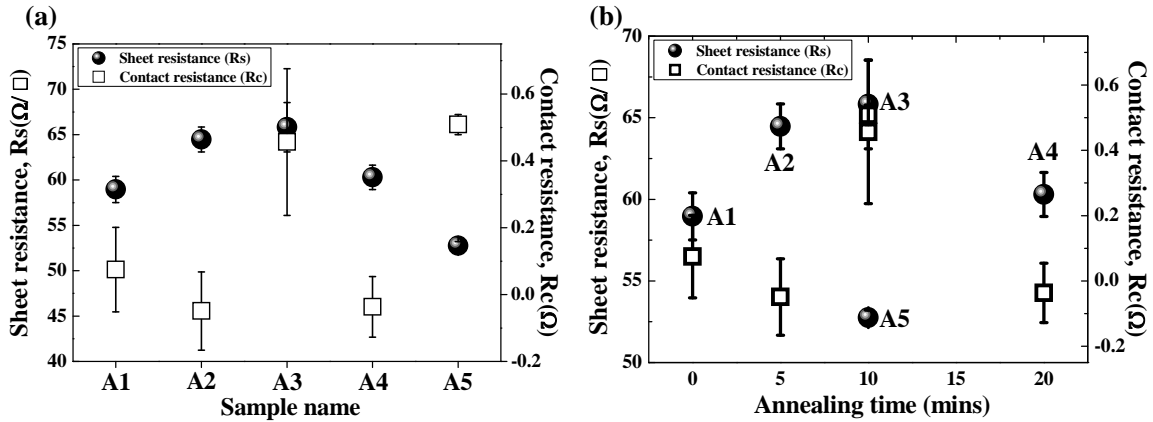 (a)
75
70
65
60
55
50
45
40
Sheet resistance, Rs(Ω/ □)
Sheet resistance (Rs)
Contact resistance (Rc)
0.6
0.4
0.2
0.0
-0.2
Contact resistance, Rc(Ω)
A1 A2 A3 A4 A5
Sample name
(b)
70
65
60
55
50
Sheet resistance, Rs(Ω/ □)
Sheet resistance (Rs)
Contact resistance (Rc)
A3
A2
A4
A1
A5
0.6
0.4
0.2
0.0
-0.2
Contact resistance, Rc(Ω)
0 5 10 15 20
Annealing time (mins)